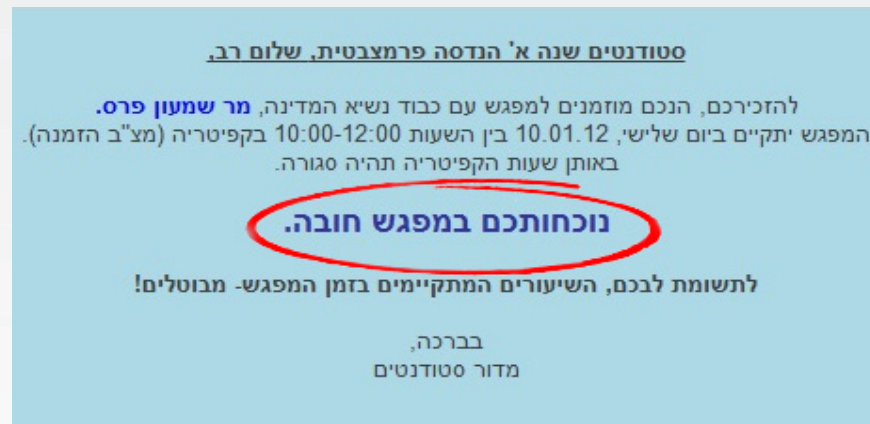 סטודנטים שנה א' הנדסה פרמצבטית, שלום רב,
להזכירכם, הנכם מוזמנים למפגש עם כבוד נשיא המדינה, מר שמעון פרס.
המפגש יתקיים ביום שלישי, 10.01.12 בין השעות 10:00-12:00 בקפיטריה (מצ"ב הזמנה).
באותן שעות הקפיטריה תהיה סגורה.
נוכחותכם במפגש חובה.
לתשומת לבכם, השיעורים המתקיימים בזמן המפגש- מבוטלים!
בברכה,
מדור סטודנטים